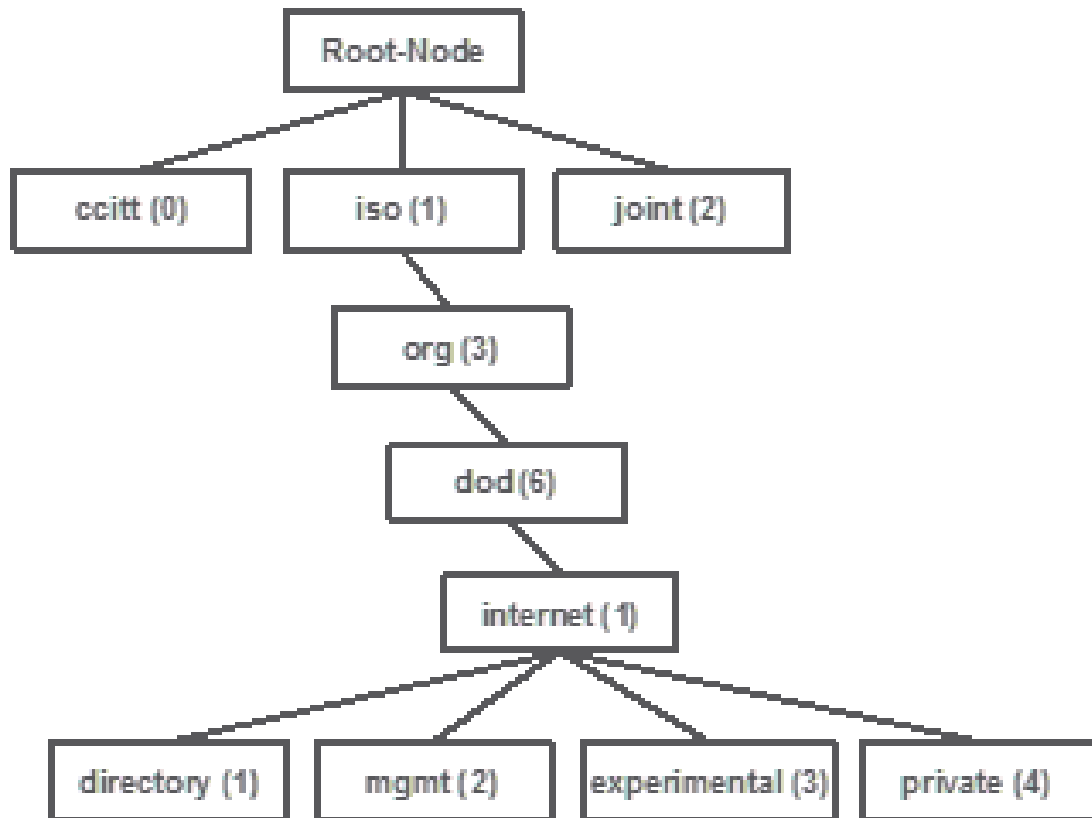 Root-Node
ccitt (0)
iso (1)
joint (2)
org (3)
dod (6)
internet (1)
directory (1)
mgmt (2)
experimental (3)
private (4)